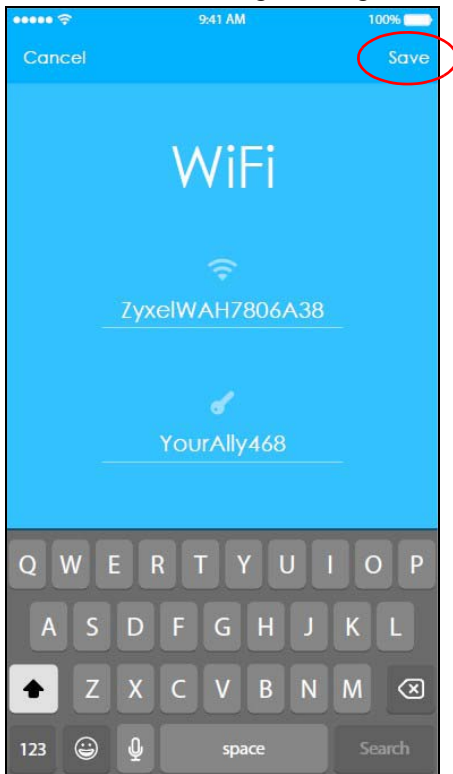 9:41 AM 100%
Cancel Save
WiFi
ZyxelWAH7806A38
YourAlly468
Q W E R T Y U I O P
A S D F G H J K L
Z X C V B N M
123 space Search